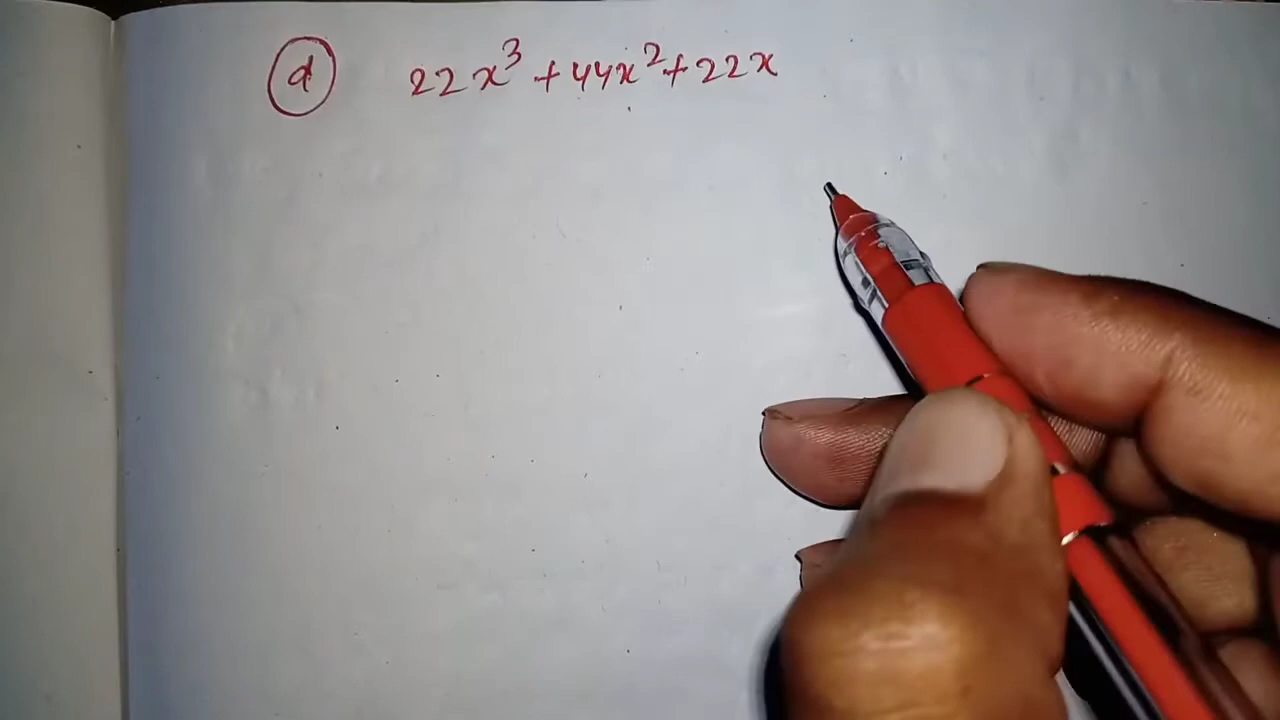 (d) 22x³ + 44x² + 22x